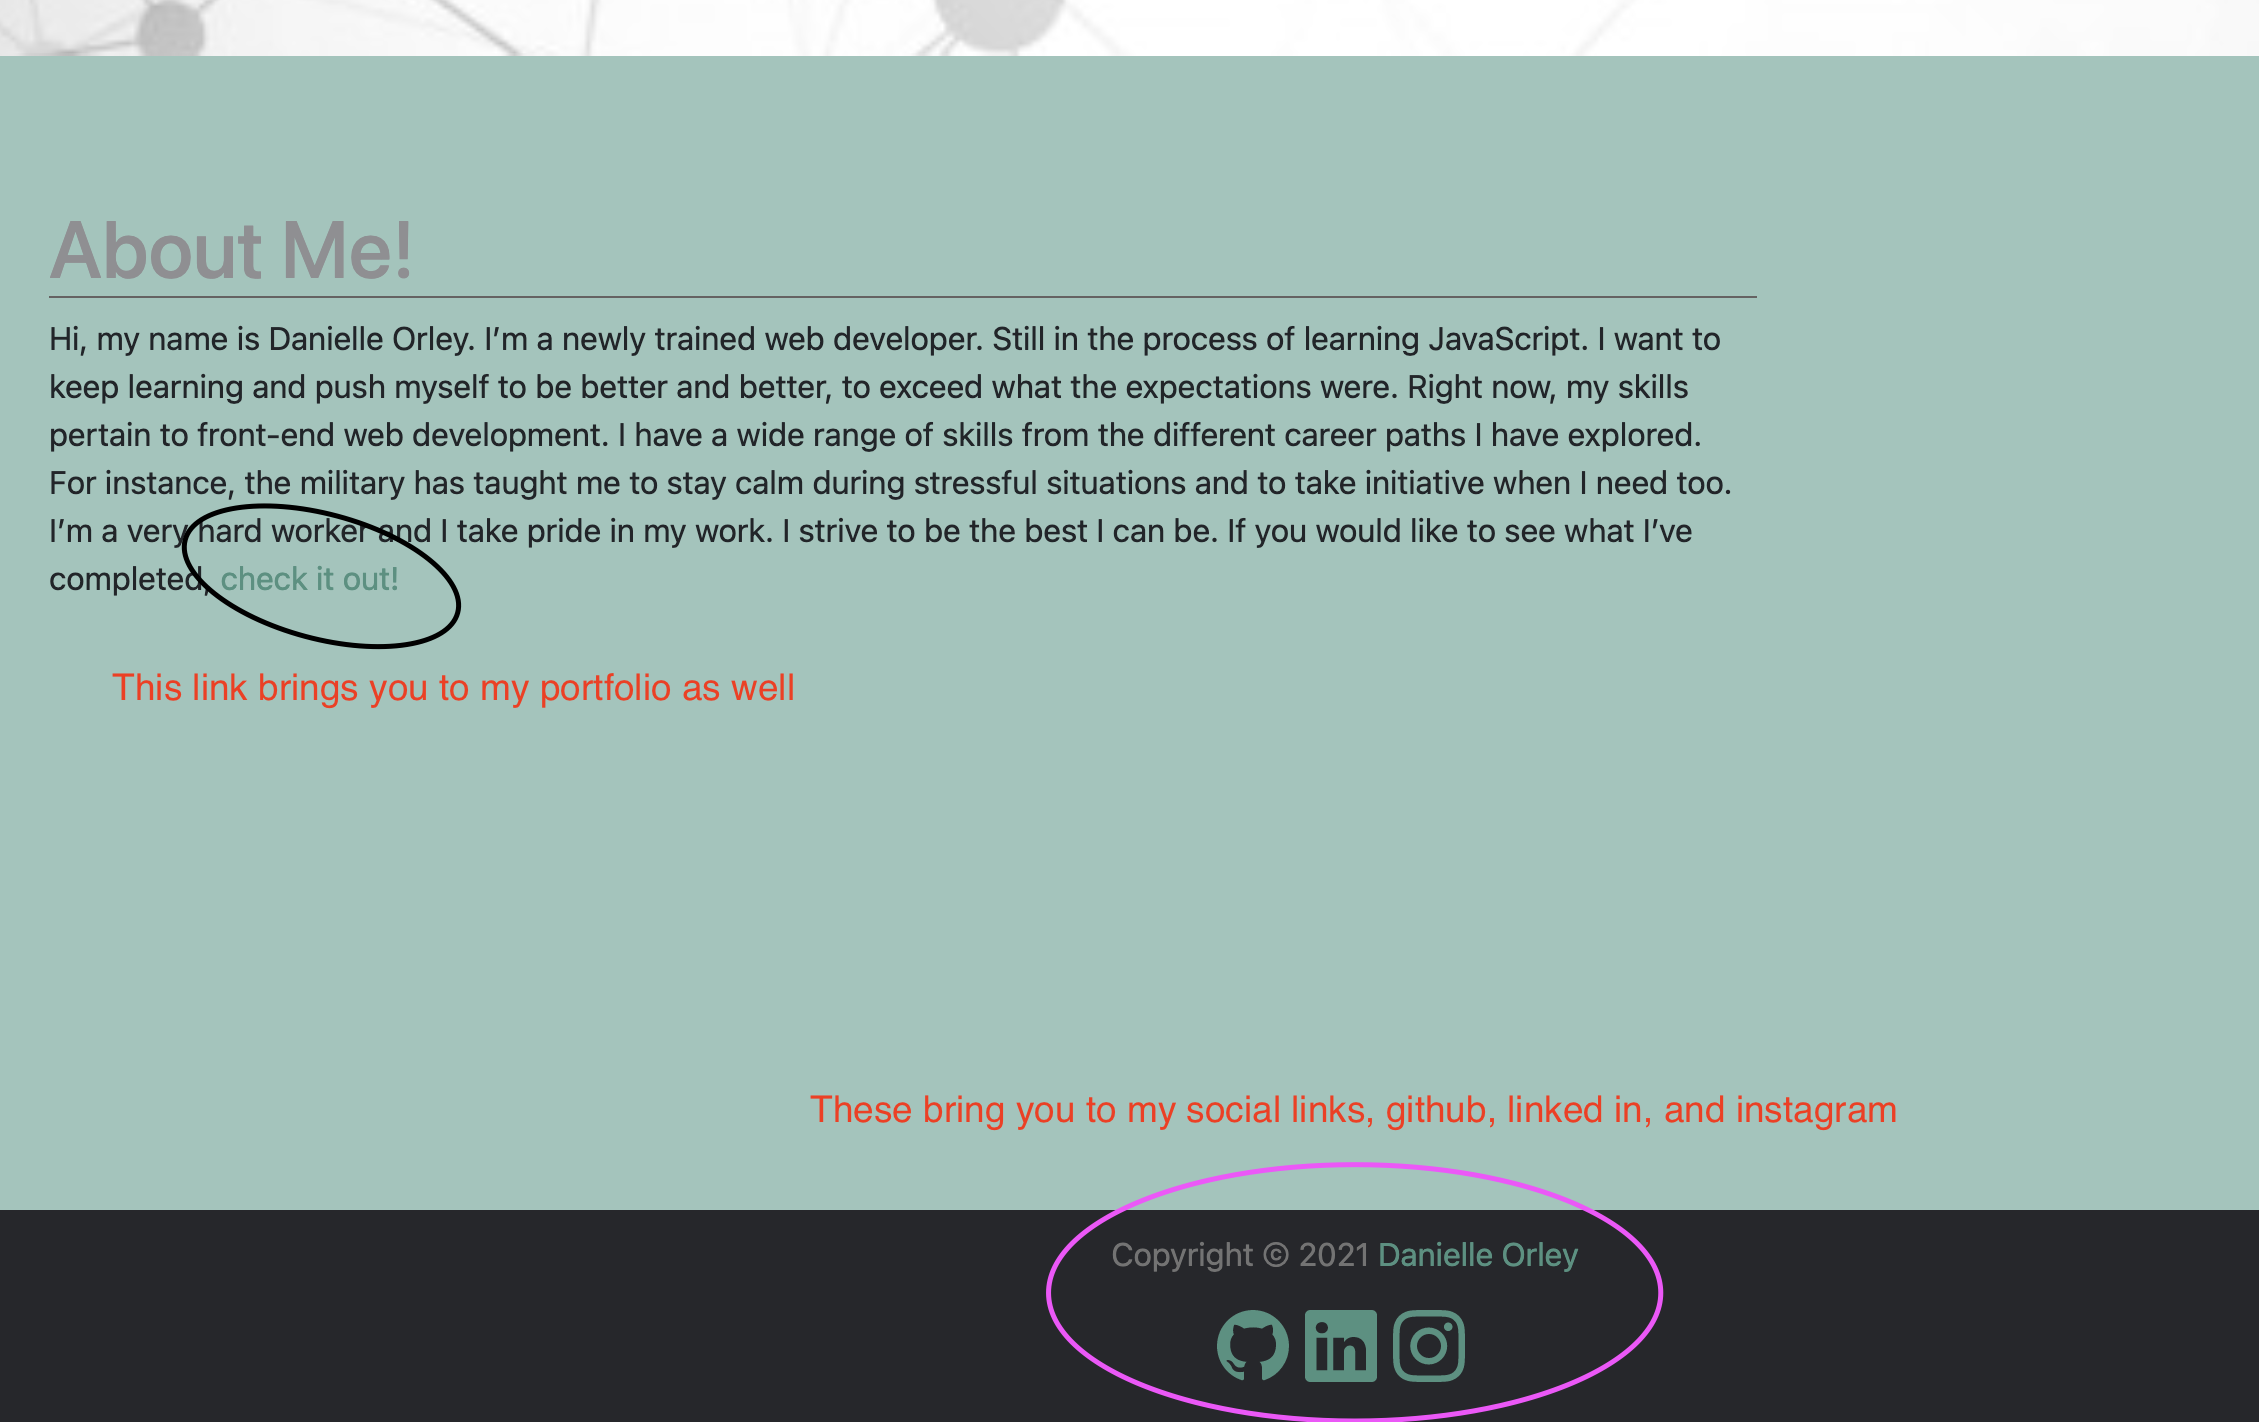 About Me!
Hi, my name is Danielle Orley. I’m a newly trained web developer. Still in the process of learning JavaScript. I want to
keep learning and push myself to be better and better, to exceed what the expectations were. Right now, my skills
pertain to front-end web development. I have a wide range of skills from the different career paths I have explored.
For instance, the military has taught me to stay calm during stressful situations and to take initiative when I need too.
I’m a very hard worker and I take pride in my work. I strive to be the best I can be. If you would like to see what I’ve
completed, check it out!
This link brings you to my portfolio as well
These bring you to my social links, github, linked in, and instagram
Copyright © 2021 Danielle Orley
in